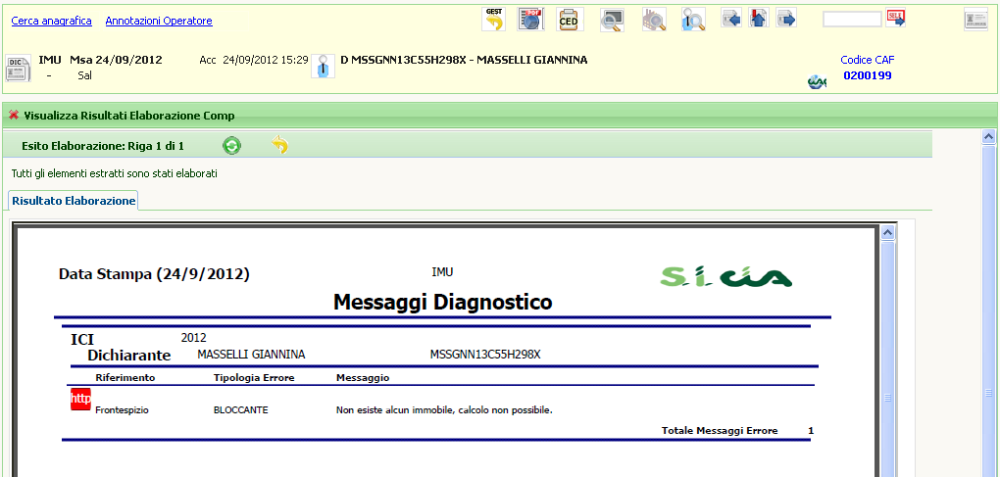 Cerca anagrafica Annotazioni Operatore GEST CED SELE
DIC IMU Msa 24/09/2012 Acc 24/09/2012 15:29 D MSSGNN13C55H298X - MASSELLI GIANNINA Codice CAF
- Sal 0200199
Visualizza Risultati Elaborazione Comp
Esito Elaborazione: Riga 1 di 1
Tutti gli elementi estratti sono stati elaborati
Risultato Elaborazione
Data Stampa (24/9/2012) IMU S.i. CIA
Messaggi Diagnostico
ICI 2012
Dichiarante MASSELLI GIANNINA MSSGNN13C55H298X
Riferimento Tipologia Errore Messaggio
http Frontespizio BLOCCANTE Non esiste alcun immobile, calcolo non possibile.
Totale Messaggi Errore 1